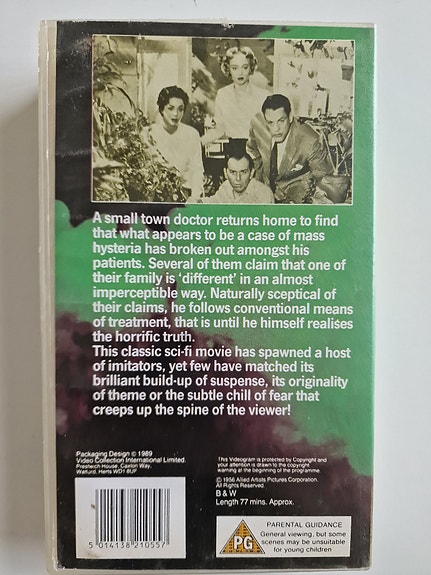 A small town doctor returns home to find
that what appears to be a case of mass
hysteria has broken out amongst his
patients. Several of them claim that one of
their family is 'different' in an almost
imperceptible way. Naturally sceptical of
their claims, he follows conventional means
of treatment, that is until he himself realises
the horrific truth.
This classic sci-fi movie has spawned a host
of imitators, yet few have matched its
brilliant build-up of suspense, its originality
of theme or the subtle chill of fear that
creeps up the spine of the viewer!
Packaging Design © 1989
Video Collection International Limited.
Prestwich House, Caxton Way,
Watford. Herts WD1 8UF
5 014138 210557
This Videogram is protected by Copyright and
your attention is drawn to the copyright
warning at the beginning of the programme.
© 1956 Allied Artists Pictures Corporation.
All Rights Reserved.
B & W
Length 77 mins. Approx.
PG
PARENTAL GUIDANCE
General viewing, but some
scenes may be unsuitable
for young children